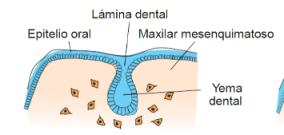 Lámina dental
Epitelio oral
Maxilar mesenquimatoso
Yema
dental